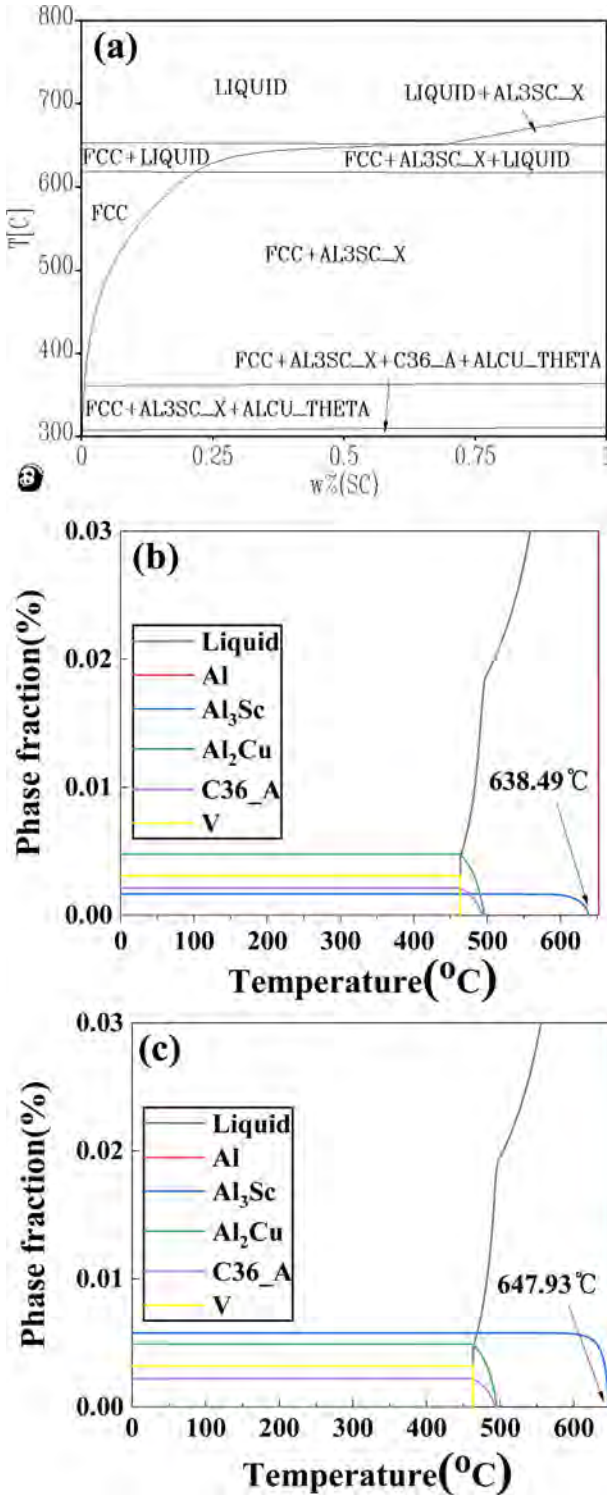 (a)
800
700
600
500
400
300
T[C]
LIQUID
LIQUID+AL3SC_X
FCC+LIQUID
FCC+AL3SC_X+LIQUID
FCC
FCC+AL3SC_X
FCC+AL3SC_X+C36_A+ALCU_THETA
FCC+AL3SC_X+ALCU_THETA
0 0.25 0.5 0.75 1
w%(SC)
(b)
0.03
0.02
0.01
0.00
Phase fraction(%)
Liquid
Al
Al₃Sc
Al₂Cu
C36_A
V
638.49℃
0 100 200 300 400 500 600
Temperature(°C)
(c)
0.03
0.02
0.01
0.00
Phase fraction(%)
Liquid
Al
Al₃Sc
Al₂Cu
C36_A
V
647.93℃
0 100 200 300 400 500 600
Temperature(°C)